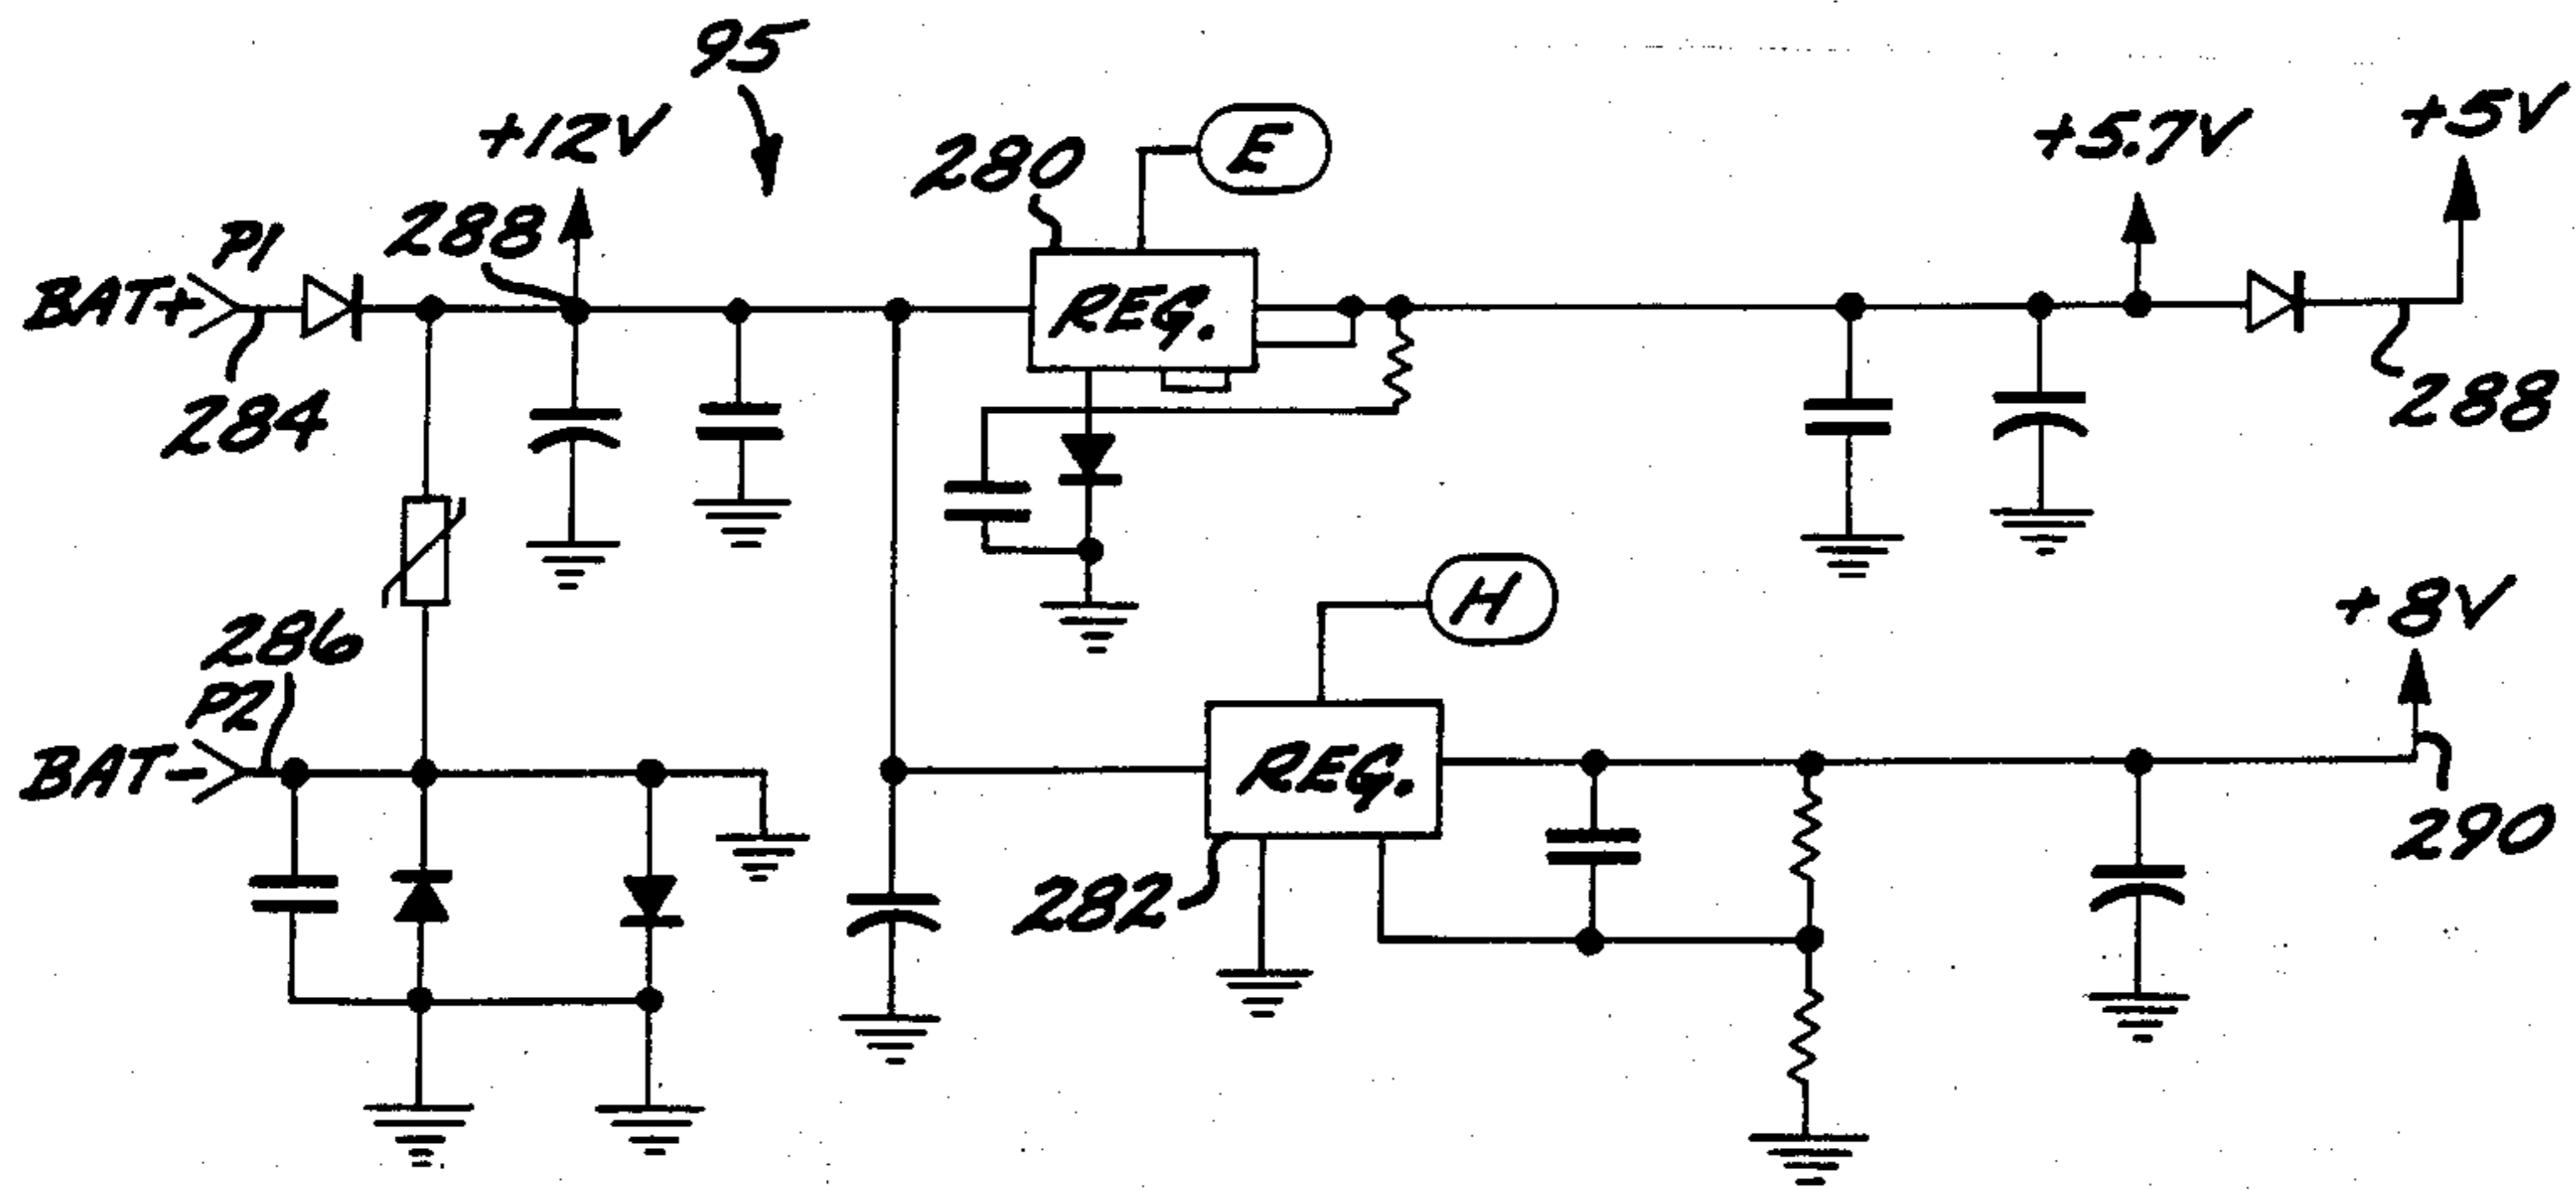 95
+12V
280
E
+5.7V
+5V
288
P1
BAT+
REG.
284
288
H
+8V
286
P2
BAT-
REG.
282
290